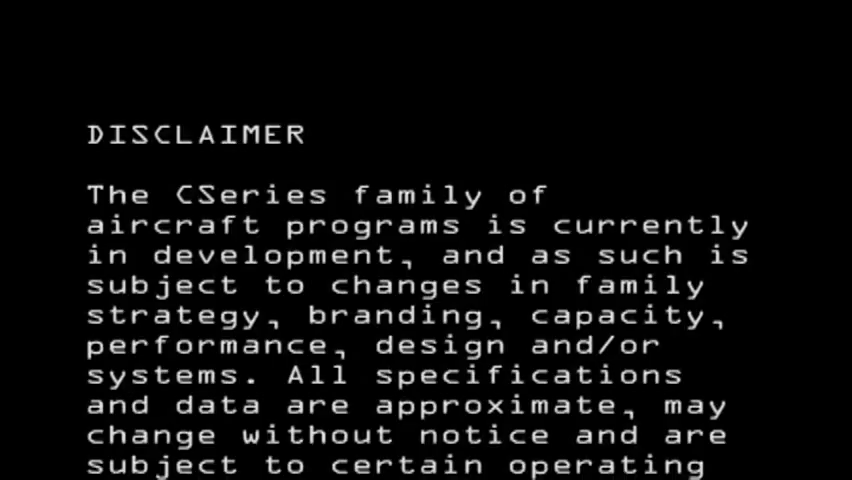 DISCLAIMER
The CSeries family of
aircraft programs is currently
in development, and as such is
subject to changes in family
strategy, branding, capacity,
performance, design and/or
systems. All specifications
and data are approximate, may
change without notice and are
subject to certain operating